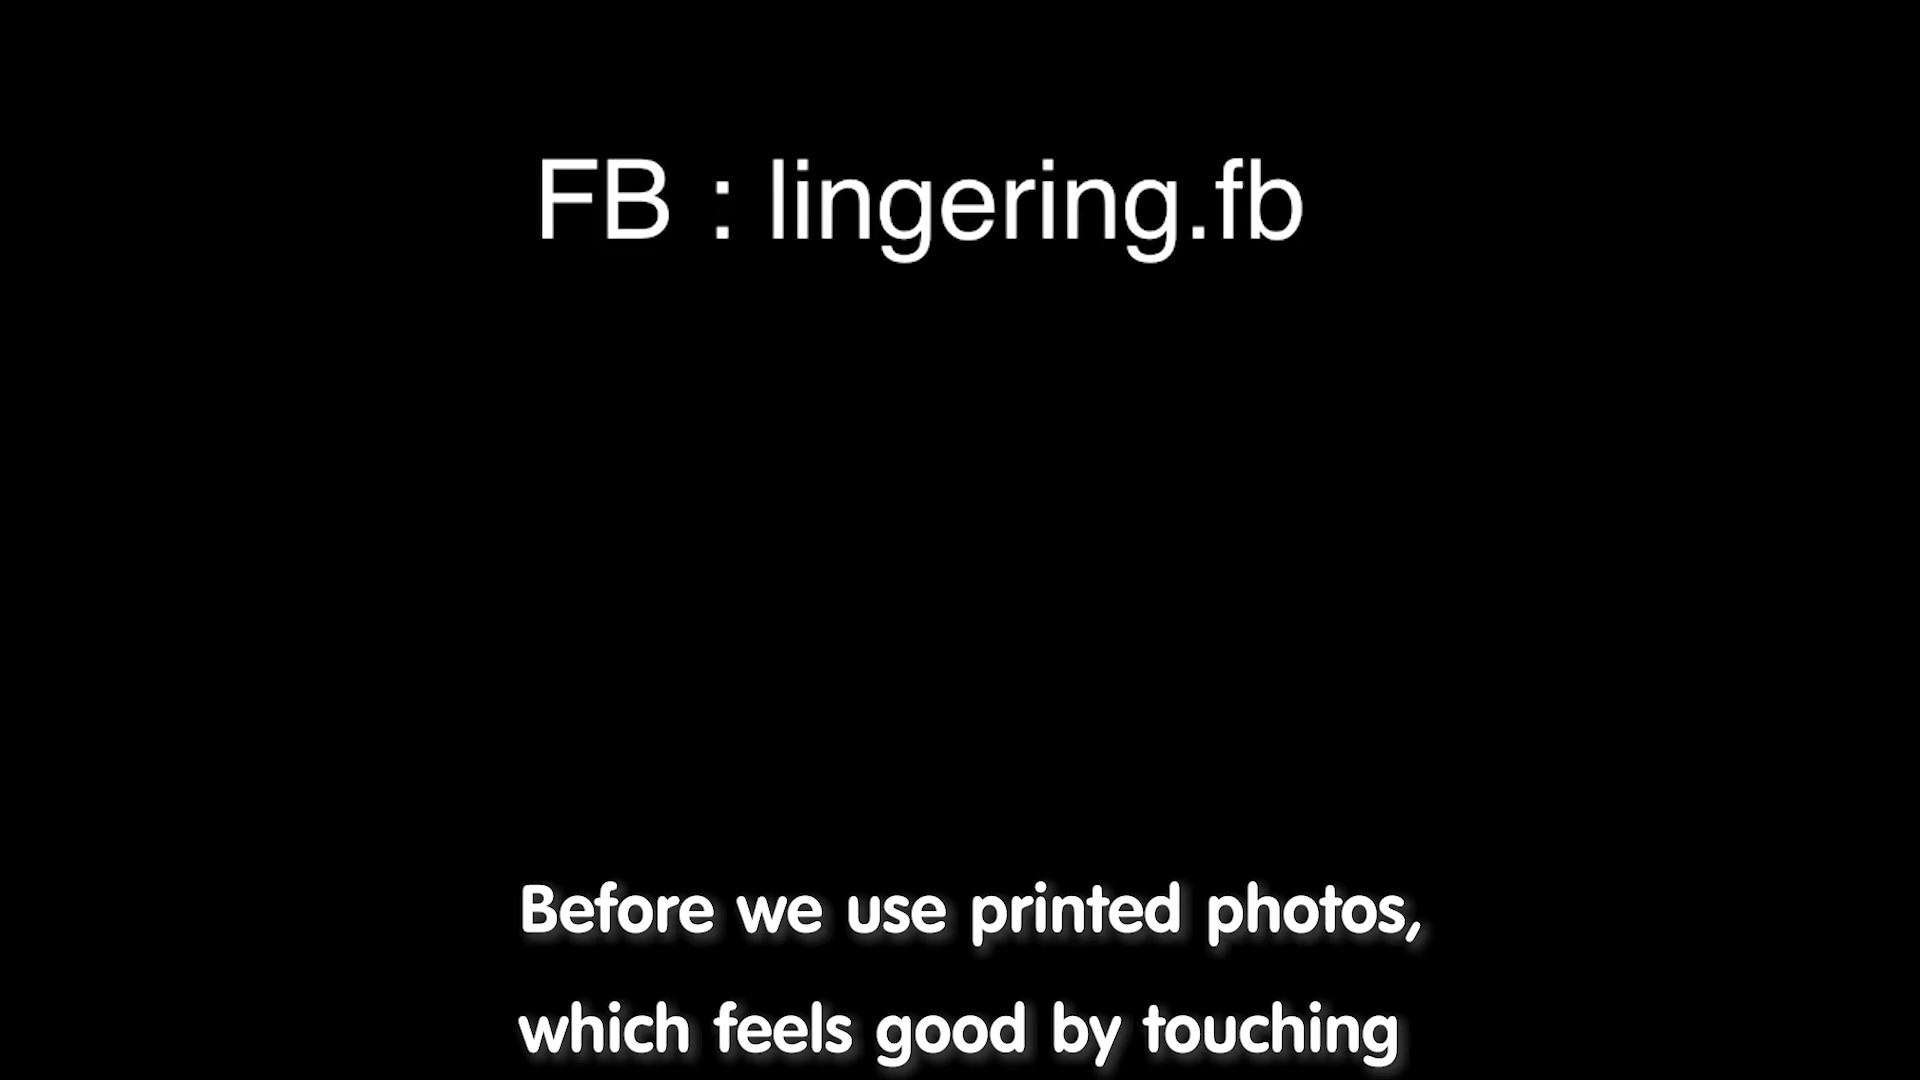 FB : lingering.fb
Before we use printed photos,
which feels good by touching